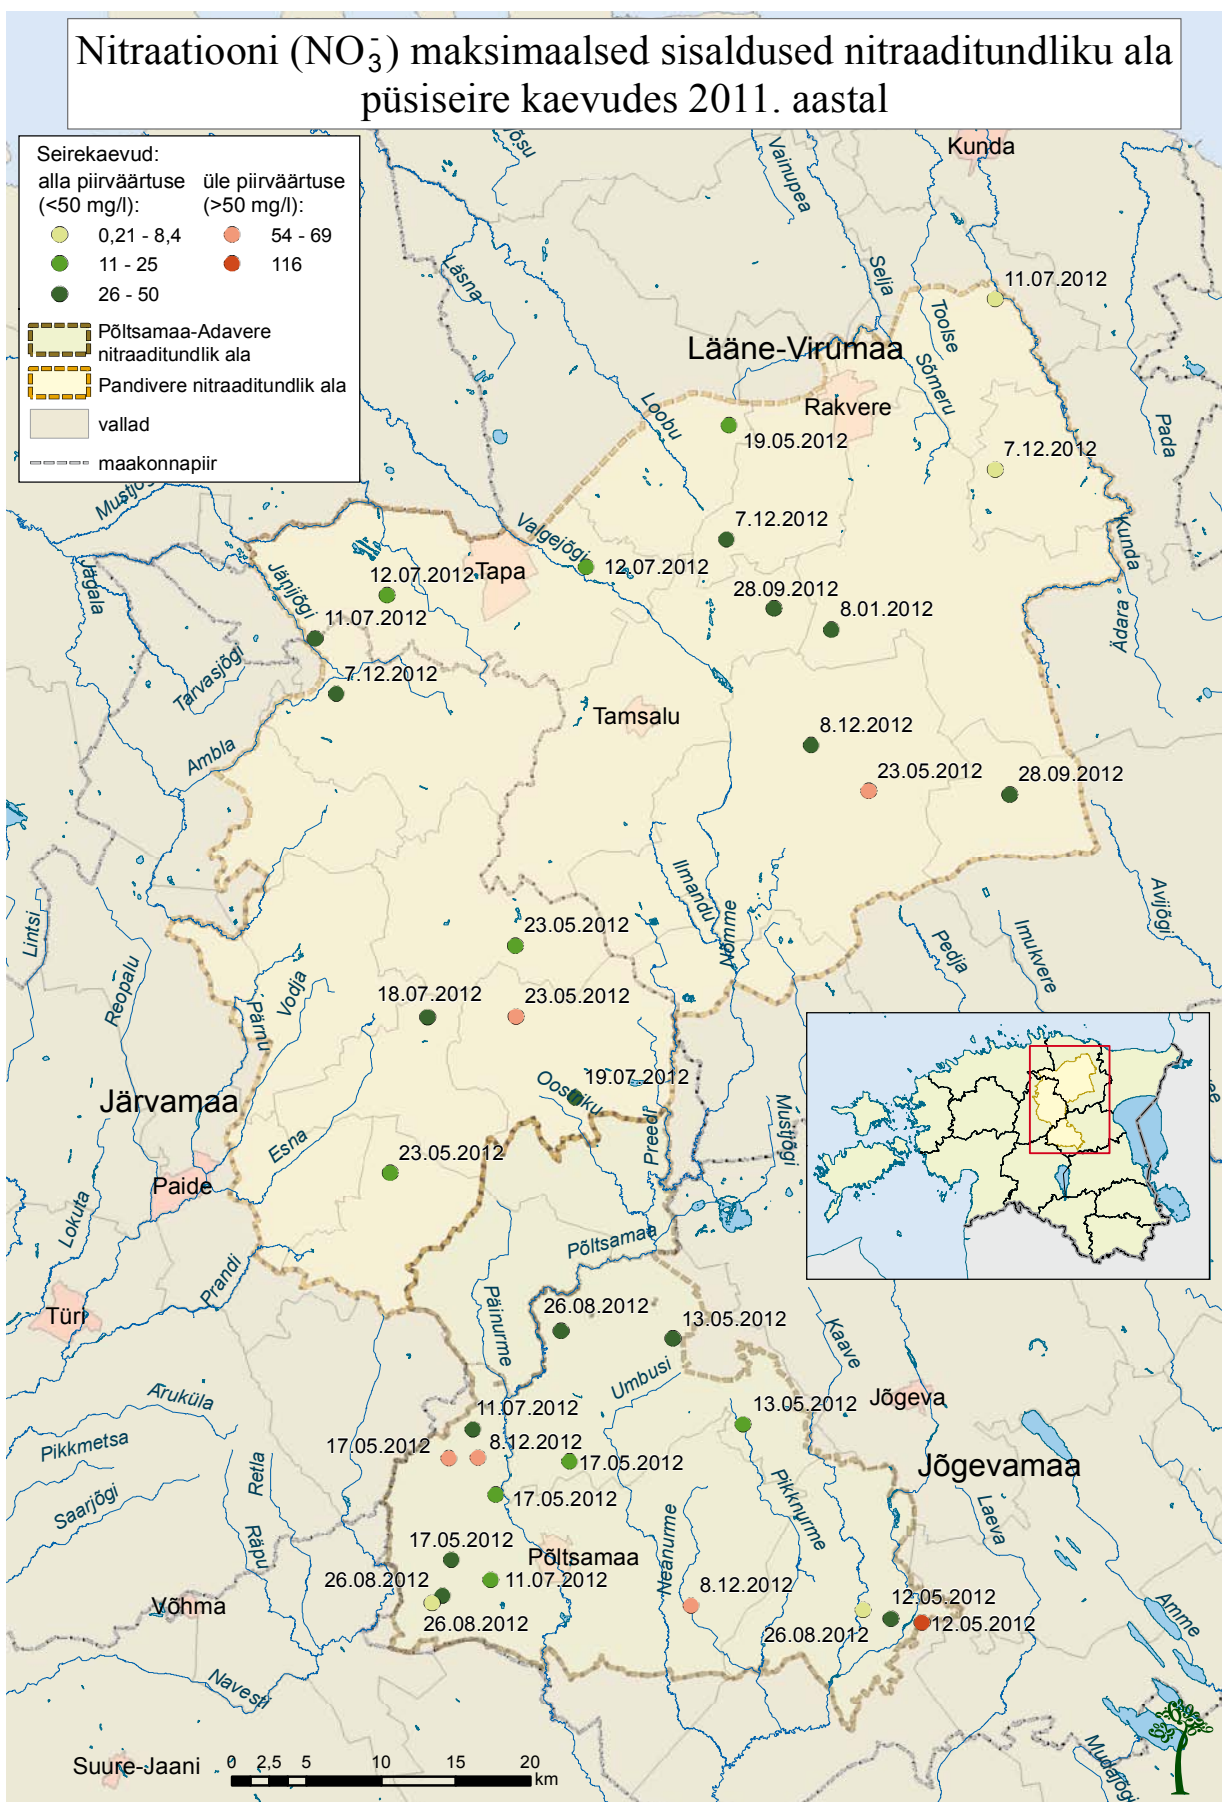 Nitraatiooni (NO₃⁻) maksimaalsed sisaldused nitraaditundliku ala
püsiseire kaevudes 2011. aastal
Seirekaevud:
alla piirväärtuse üle piirväärtuse
(<50 mg/l): (>50 mg/l):
0,21 - 8,4 54 - 69
11 - 25 116
26 - 50
Põltsamaa-Adavere
nitraaditundlik ala
Pandivere nitraaditundlik ala
vallad
maakonnapiir
Kunda
Vainupea
Läsna
Selja
11.07.2012
Toolse
Lääne-Virumaa
Sõmeru
Rakvere
Loobu
19.05.2012
Pada
7.12.2012
Valgejõgi
7.12.2012
Kunda
Jänijõgi
12.07.2012
Tapa
12.07.2012
Jägala
28.09.2012
8.01.2012
11.07.2012
Ädara
Tarvasjõgi
7.12.2012
Tamsalu
Ambla
8.12.2012
23.05.2012
28.09.2012
Ilmandu
Nõmme
Avijõgi
Lintsi
23.05.2012
Pedja
Imukvere
Reopalu
Vodja
Pärnu
18.07.2012
23.05.2012
19.07.2012
Oostriku
Preedi
Mustjõgi
Järvamaa
Esna
23.05.2012
Paide
Lokuta
Põltsamaa
Prandi
Türi
Päinurme
26.08.2012
13.05.2012
Kaave
Umbusi
Jõgeva
Aruküla
11.07.2012
13.05.2012
Pikkmetsa
17.05.2012
8.12.2012
17.05.2012
Jõgevamaa
Retla
Saarjõgi
17.05.2012
Pikknurme
Laeva
Räpu
Neanurme
17.05.2012
Põltsamaa
26.08.2012
11.07.2012
8.12.2012
12.05.2012
Võhma
26.08.2012
26.08.2012
12.05.2012
Amme
Navesti
Mudajõgi
Suure-Jaani
0 2,5 5 10 15 20
km